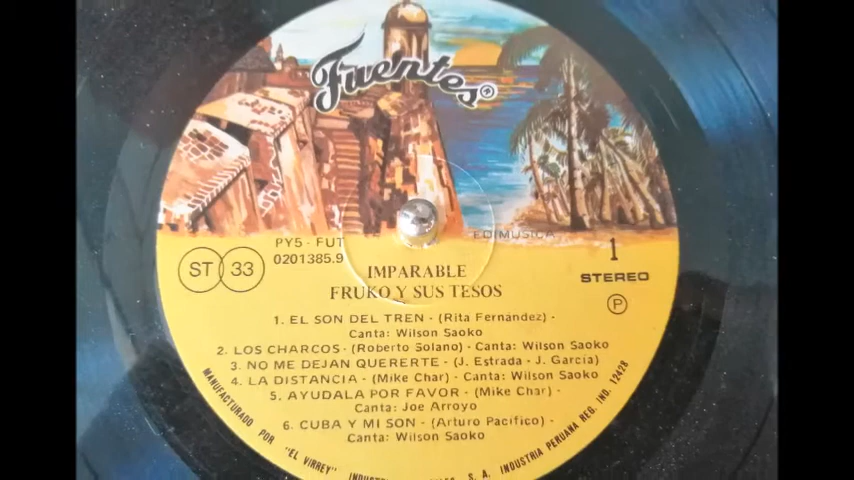 Fuentes
EDIMUSICA
PY5 - FUT
0201385.9
ST 33
1
STEREO
P
IMPARABLE
FRUKO Y SUS TESOS
1. EL SON DEL TREN - (Rita Fernández) -
Canta: Wilson Saoko
2. LOS CHARCOS - (Roberto Solano) - Canta: Wilson Saoko
3. NO ME DEJAN QUERERTE - (J. Estrada - J. García)
4. LA DISTANCIA - (Mike Char) - Canta: Wilson Saoko
5. AYUDALA POR FAVOR - (Mike Char) -
Canta: Joe Arroyo
6. CUBA Y MI SON - (Arturo Pacífico) -
Canta: Wilson Saoko
MANUFACTURADO POR "EL VIRREY" S. A. INDUSTRIA PERUANA REG. IND. 12428